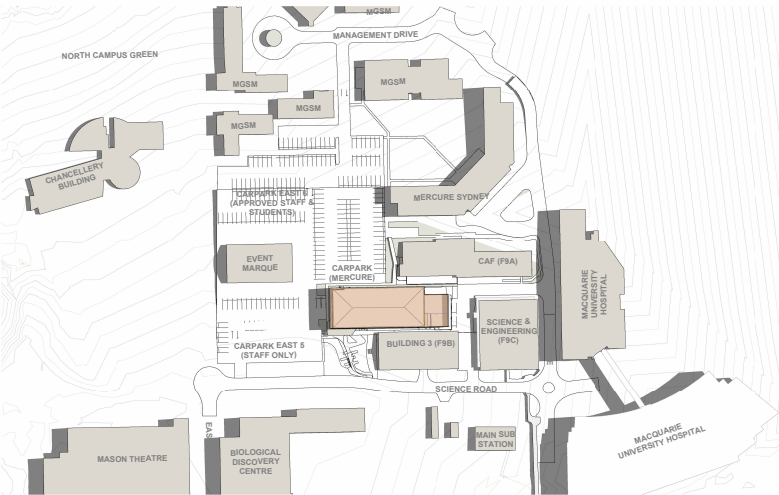 MGSM
MANAGEMENT DRIVE
NORTH CAMPUS GREEN
MGSM
MGSM
MGSM
MGSM
CHANCELLERY
BUILDING
CARPARK EAST 6
(APPROVED STAFF &
STUDENTS)
MERCURE SYDNEY
EVENT
MARQUE
CARPARK
(MERCURE)
CAF (F9A)
MACQUARIE
UNIVERSITY
HOSPITAL
SCIENCE &
ENGINEERING
(F9C)
CARPARK EAST 5
(STAFF ONLY)
BUILDING 3 (F9B)
SCIENCE ROAD
EAS
MASON THEATRE
BIOLOGICAL
DISCOVERY
CENTRE
MAIN SUB
STATION
MACQUARIE
UNIVERSITY HOSPITAL